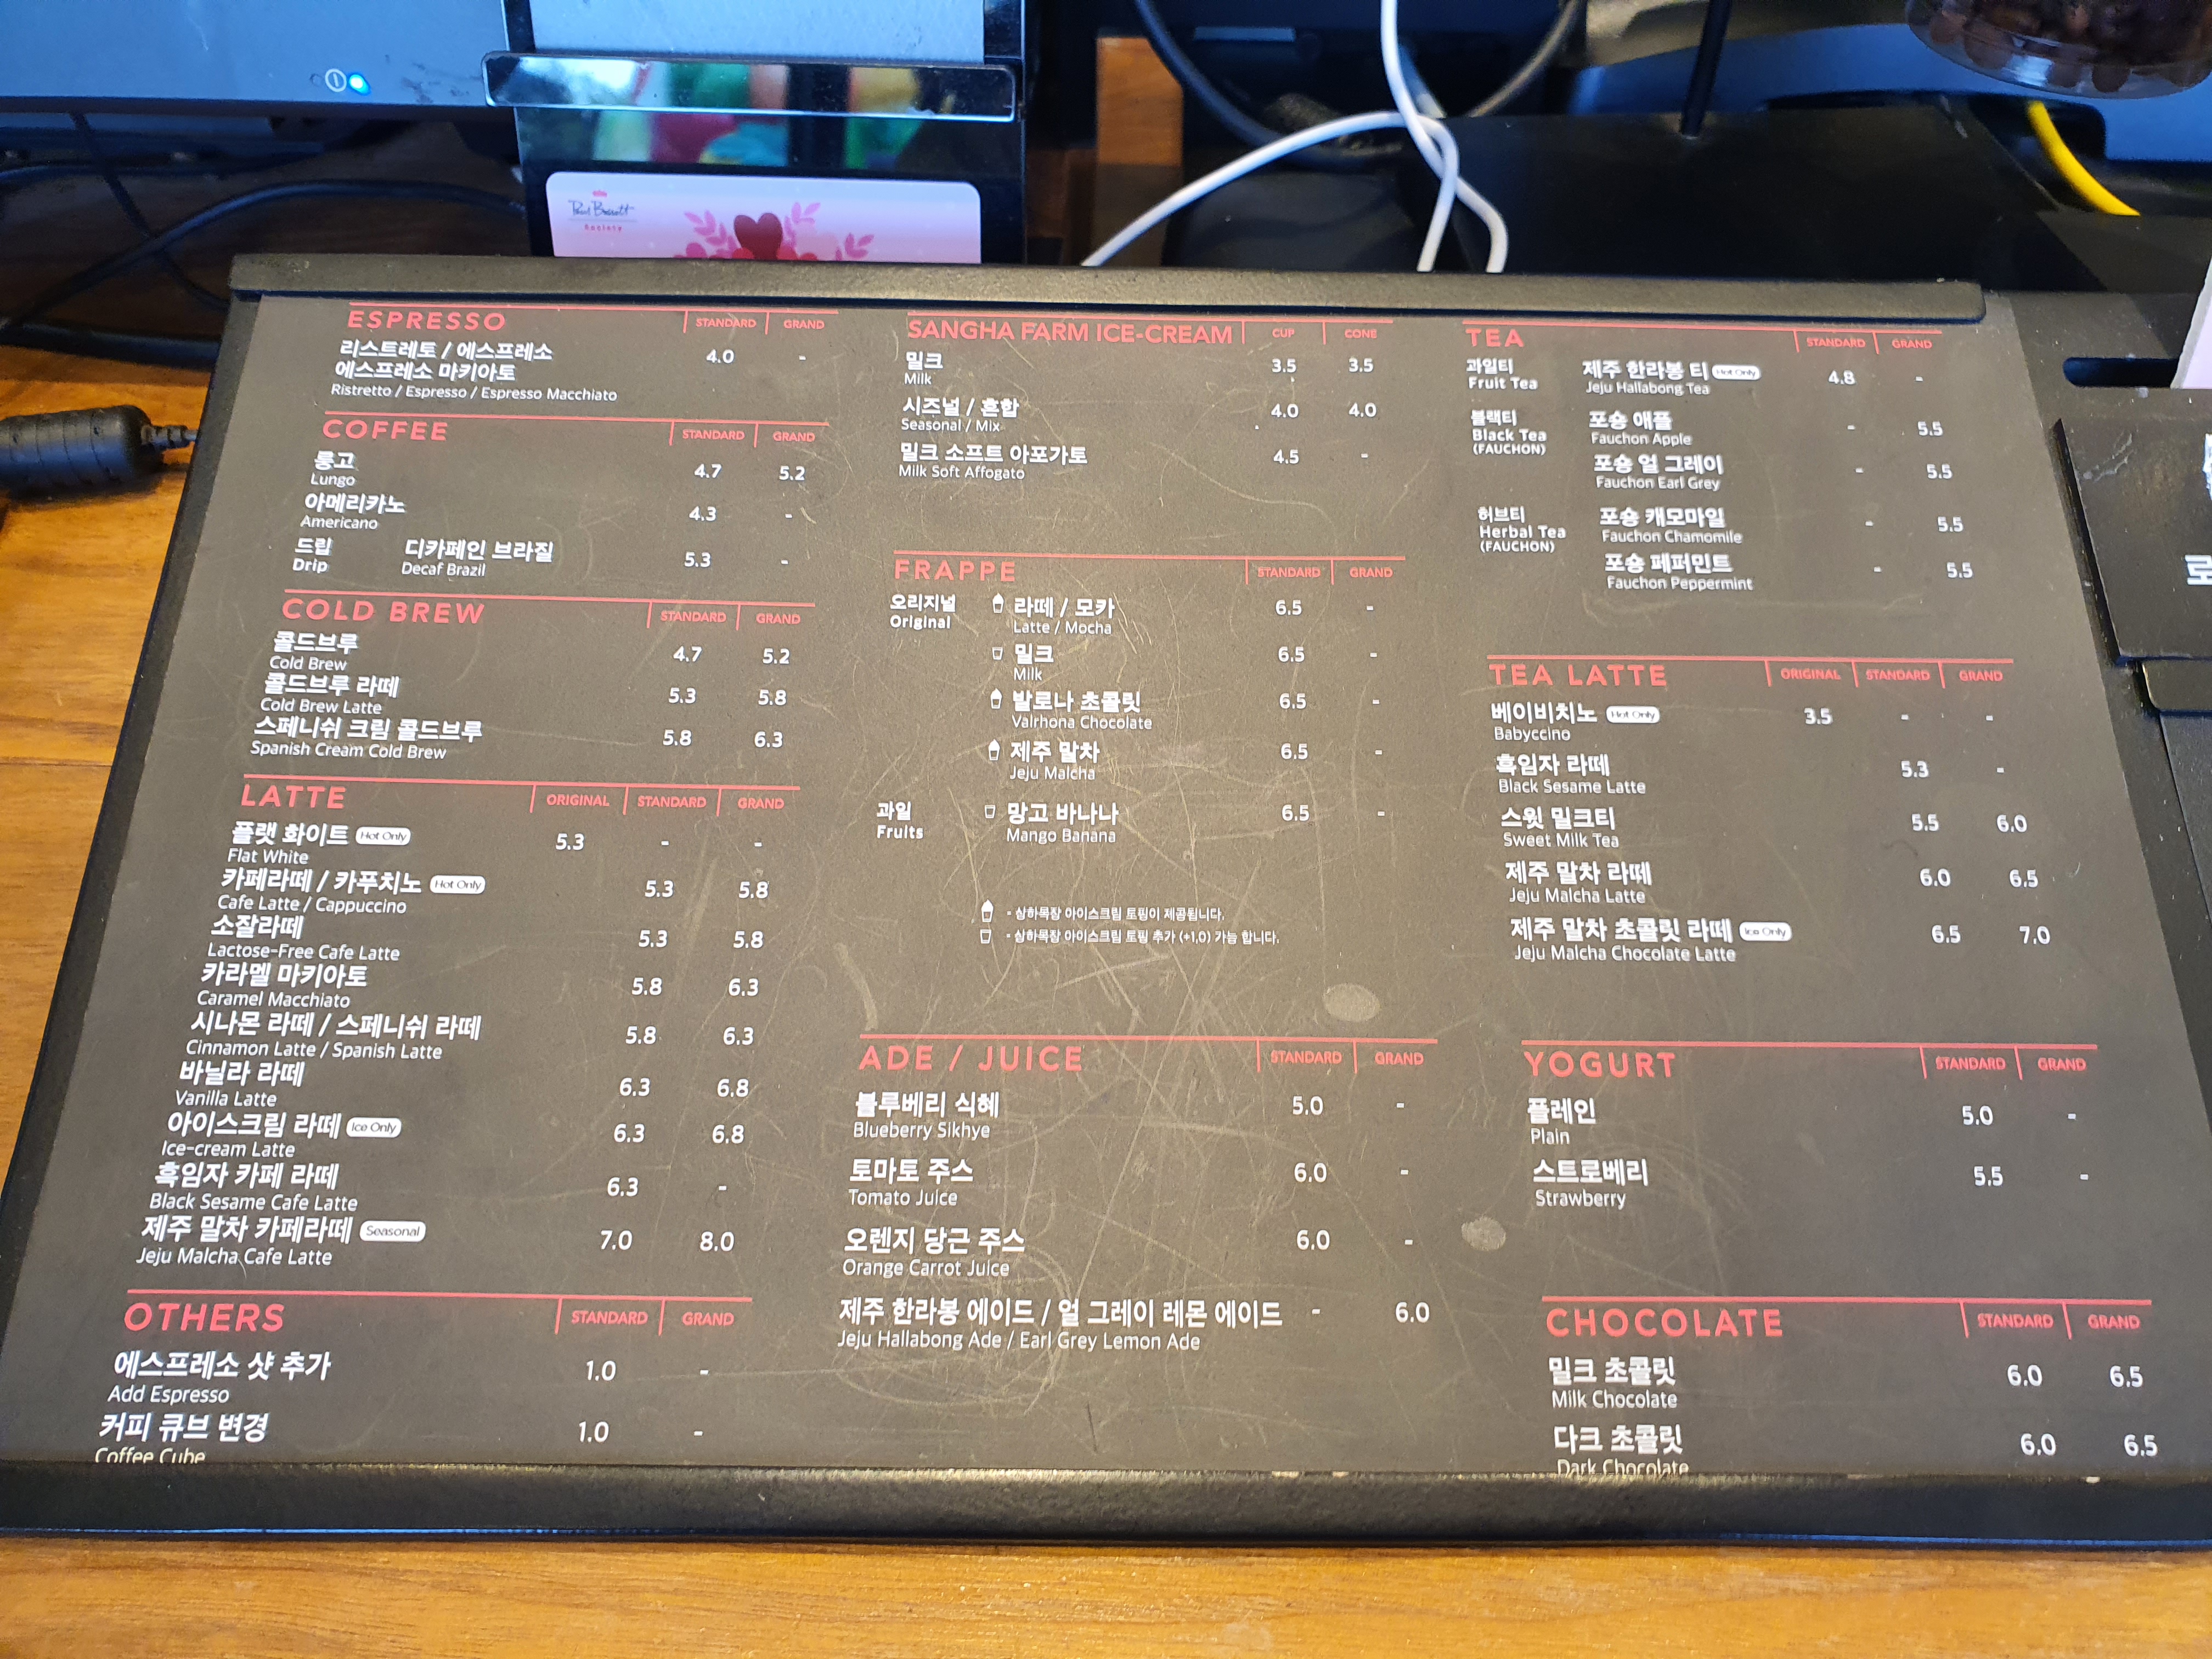 Paul Bassett
Society
ESPRESSO STANDARD GRAND
리스트레토 / 에스프레소 4.0 -
에스프레소 마키아토
Ristretto / Espresso / Espresso Macchiato
COFFEE STANDARD GRAND
룽고 4.7 5.2
Lungo
아메리카노 4.3 -
Americano
드립 디카페인 브라질 5.3 -
Drip Decaf Brazil
COLD BREW STANDARD GRAND
콜드브루 4.7 5.2
Cold Brew
콜드브루 라떼 5.3 5.8
Cold Brew Latte
스페니쉬 크림 콜드브루 5.8 6.3
Spanish Cream Cold Brew
LATTE ORIGINAL STANDARD GRAND
플랫 화이트 Hot Only 5.3 - -
Flat White
카페라떼 / 카푸치노 Hot Only 5.3 5.8
Cafe Latte / Cappuccino
소잘라떼 5.3 5.8
Lactose-Free Cafe Latte
카라멜 마키아토 5.8 6.3
Caramel Macchiato
시나몬 라떼 / 스페니쉬 라떼 5.8 6.3
Cinnamon Latte / Spanish Latte
바닐라 라떼 6.3 6.8
Vanilla Latte
아이스크림 라떼 Ice Only 6.3 6.8
Ice-cream Latte
흑임자 카페 라떼 6.3 -
Black Sesame Cafe Latte
제주 말차 카페라떼 Seasonal 7.0 8.0
Jeju Malcha Cafe Latte
OTHERS STANDARD GRAND
에스프레소 샷 추가 1.0 -
Add Espresso
커피 큐브 변경 1.0 -
Coffee Cube
SANGHA FARM ICE-CREAM CUP CONE
밀크 3.5 3.5
Milk
시즈널 / 혼합 4.0 4.0
Seasonal / Mix
밀크 소프트 아포가토 4.5 -
Milk Soft Affogato
FRAPPE STANDARD GRAND
오리지널 라떼 / 모카 6.5 -
Original Latte / Mocha
밀크 6.5 -
Milk
발로나 초콜릿 6.5 -
Valrhona Chocolate
제주 말차 6.5 -
Jeju Malcha
과일 망고 바나나 6.5 -
Fruits Mango Banana
- 상하목장 아이스크림 토핑이 제공됩니다.
- 상하목장 아이스크림 토핑 추가 (+1.0) 가능 합니다.
ADE / JUICE STANDARD GRAND
블루베리 식혜 5.0 -
Blueberry Sikhye
토마토 주스 6.0 -
Tomato Juice
오렌지 당근 주스 6.0 -
Orange Carrot Juice
제주 한라봉 에이드 / 얼 그레이 레몬 에이드 - 6.0
Jeju Hallabong Ade / Earl Grey Lemon Ade
TEA STANDARD GRAND
과일티 제주 한라봉 티 Hot Only 4.8 -
Fruit Tea Jeju Hallabong Tea
블랙티 포숑 애플 - 5.5
Black Tea Fauchon Apple
(FAUCHON) 포숑 얼 그레이 - 5.5
Fauchon Earl Grey
허브티 포숑 캐모마일 - 5.5
Herbal Tea Fauchon Chamomile
(FAUCHON) 포숑 페퍼민트 - 5.5
Fauchon Peppermint
TEA LATTE ORIGINAL STANDARD GRAND
베이비치노 Hot Only 3.5 - -
Babyccino
흑임자 라떼 5.3 -
Black Sesame Latte
스윗 밀크티 5.5 6.0
Sweet Milk Tea
제주 말차 라떼 6.0 6.5
Jeju Malcha Latte
제주 말차 초콜릿 라떼 Ice Only 6.5 7.0
Jeju Malcha Chocolate Latte
YOGURT STANDARD GRAND
플레인 5.0 -
Plain
스트로베리 5.5 -
Strawberry
CHOCOLATE STANDARD GRAND
밀크 초콜릿 6.0 6.5
Milk Chocolate
다크 초콜릿 6.0 6.5
Dark Chocolate